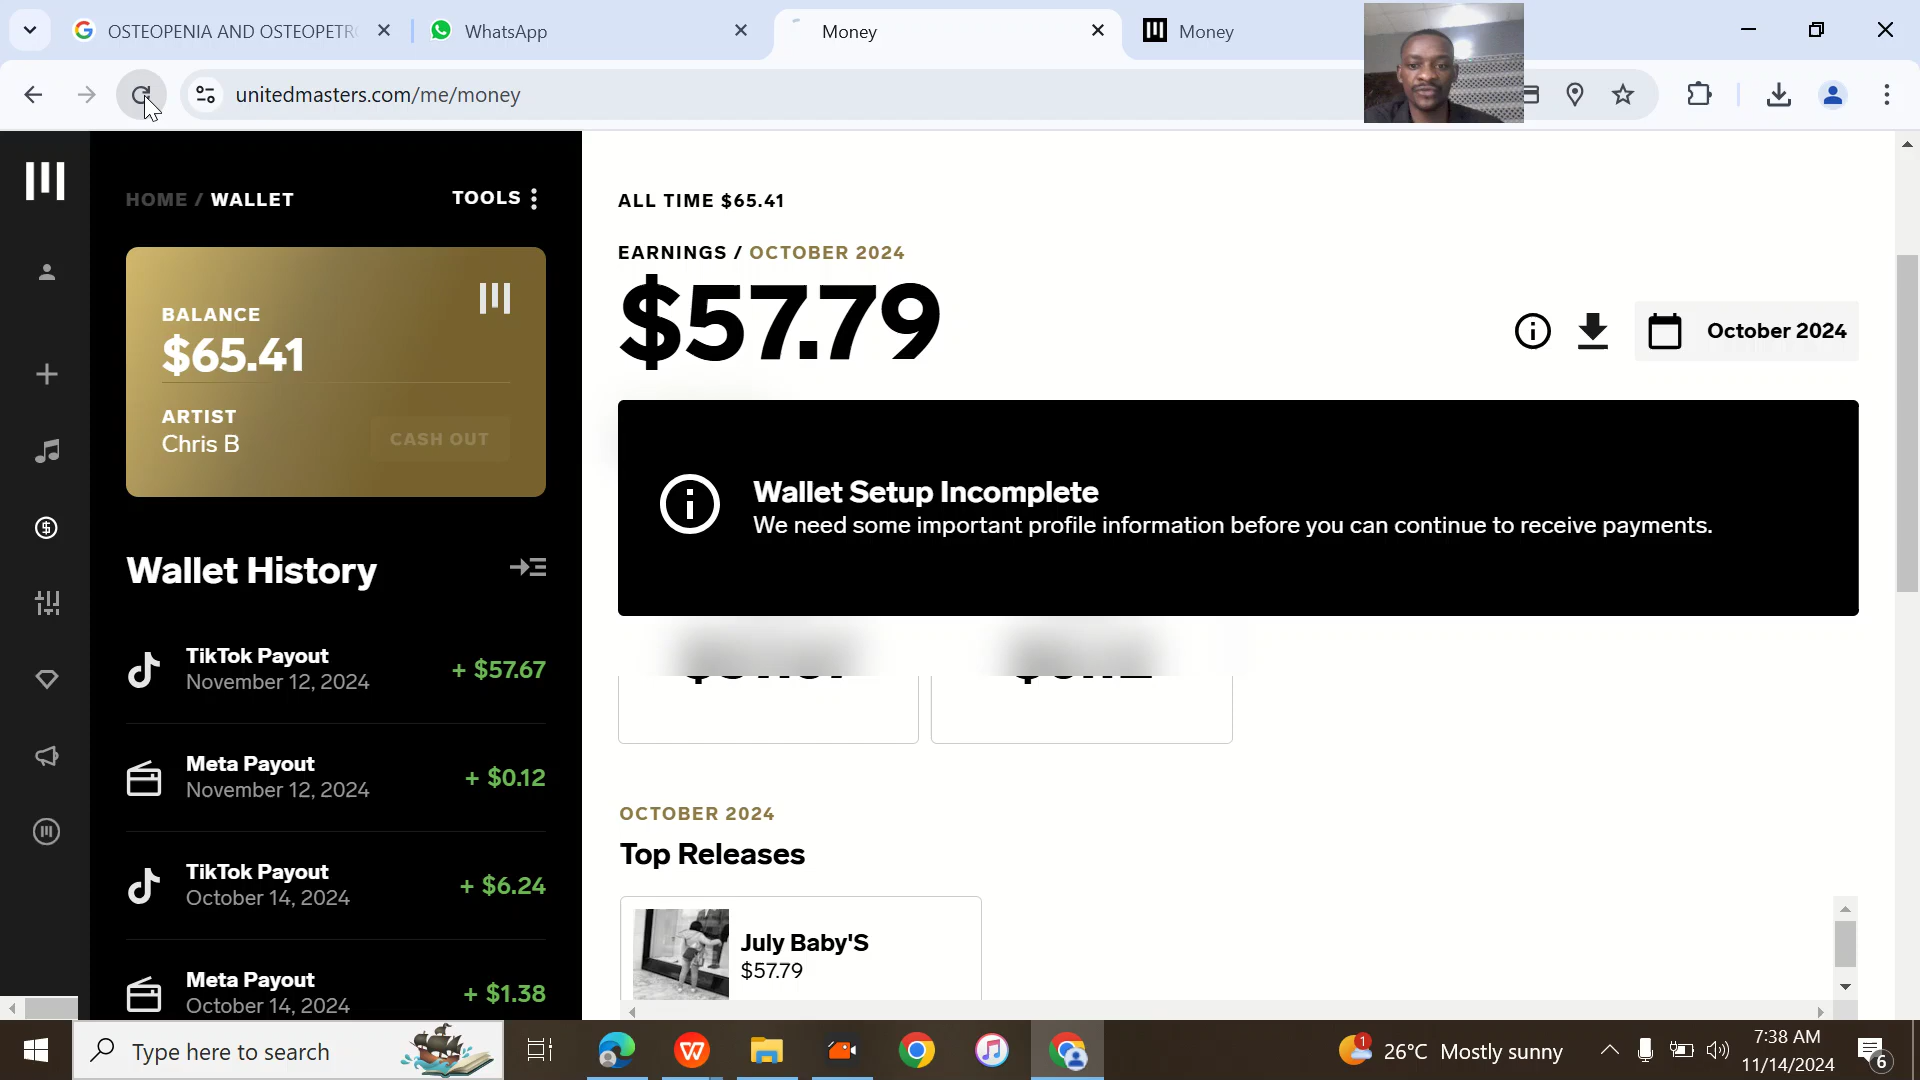 OSTEOPENIA AND OSTEOPETR
WhatsApp
Money
Money
unitedmasters.com/me/money
HOME / WALLET
TOOLS
BALANCE
$65.41
ARTIST
Chris B
CASH OUT
Wallet History
TikTok Payout
November 12, 2024
+ $57.67
Meta Payout
November 12, 2024
+ $0.12
TikTok Payout
October 14, 2024
+ $6.24
Meta Payout
October 14, 2024
+ $1.38
ALL TIME $65.41
EARNINGS / OCTOBER 2024
$57.79
October 2024
Wallet Setup Incomplete
We need some important profile information before you can continue to receive payments.
OCTOBER 2024
Top Releases
July Baby'S
$57.79
Type here to search
1
26°C Mostly sunny
7:38 AM
11/14/2024
6